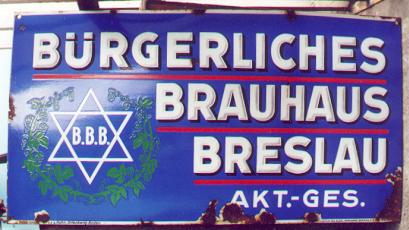 BÜRGERLICHES
BRAUHAUS
B.B.B.
BRESLAU
AKT.-GES.